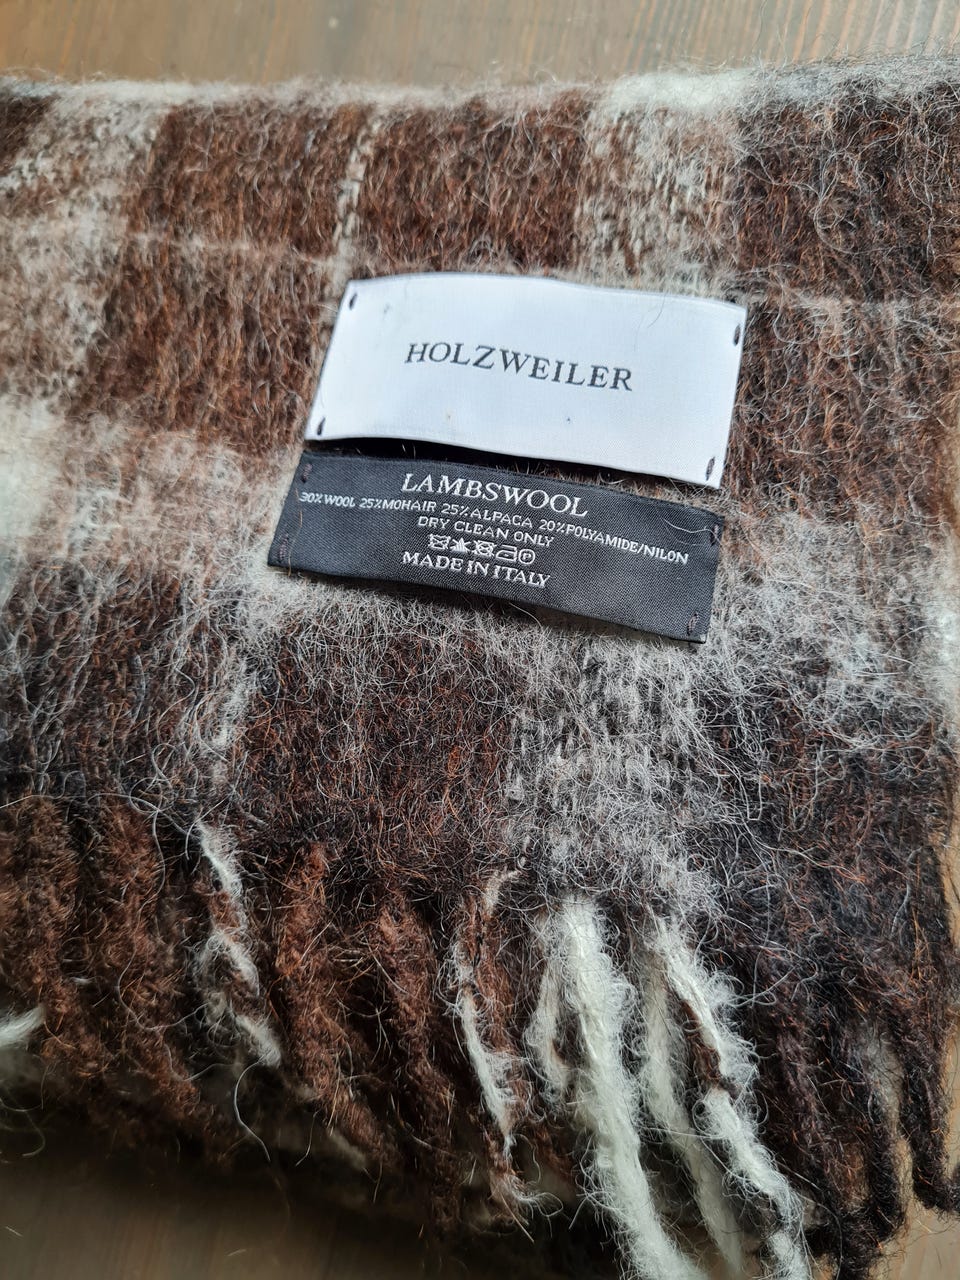 HOLZWEILER
LAMBSWOOL
30%WOOL 25%MOHAIR 25%ALPACA 20%POLYAMIDE/NILON
DRY CLEAN ONLY
P
MADE IN ITALY